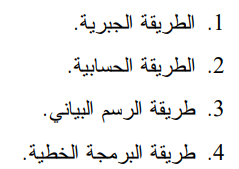 1. الطريقة الجبرية.
2. الطريقة الحسابية.
3. طريقة الرسم البياني.
4. طريقة البرمجة الخطية.